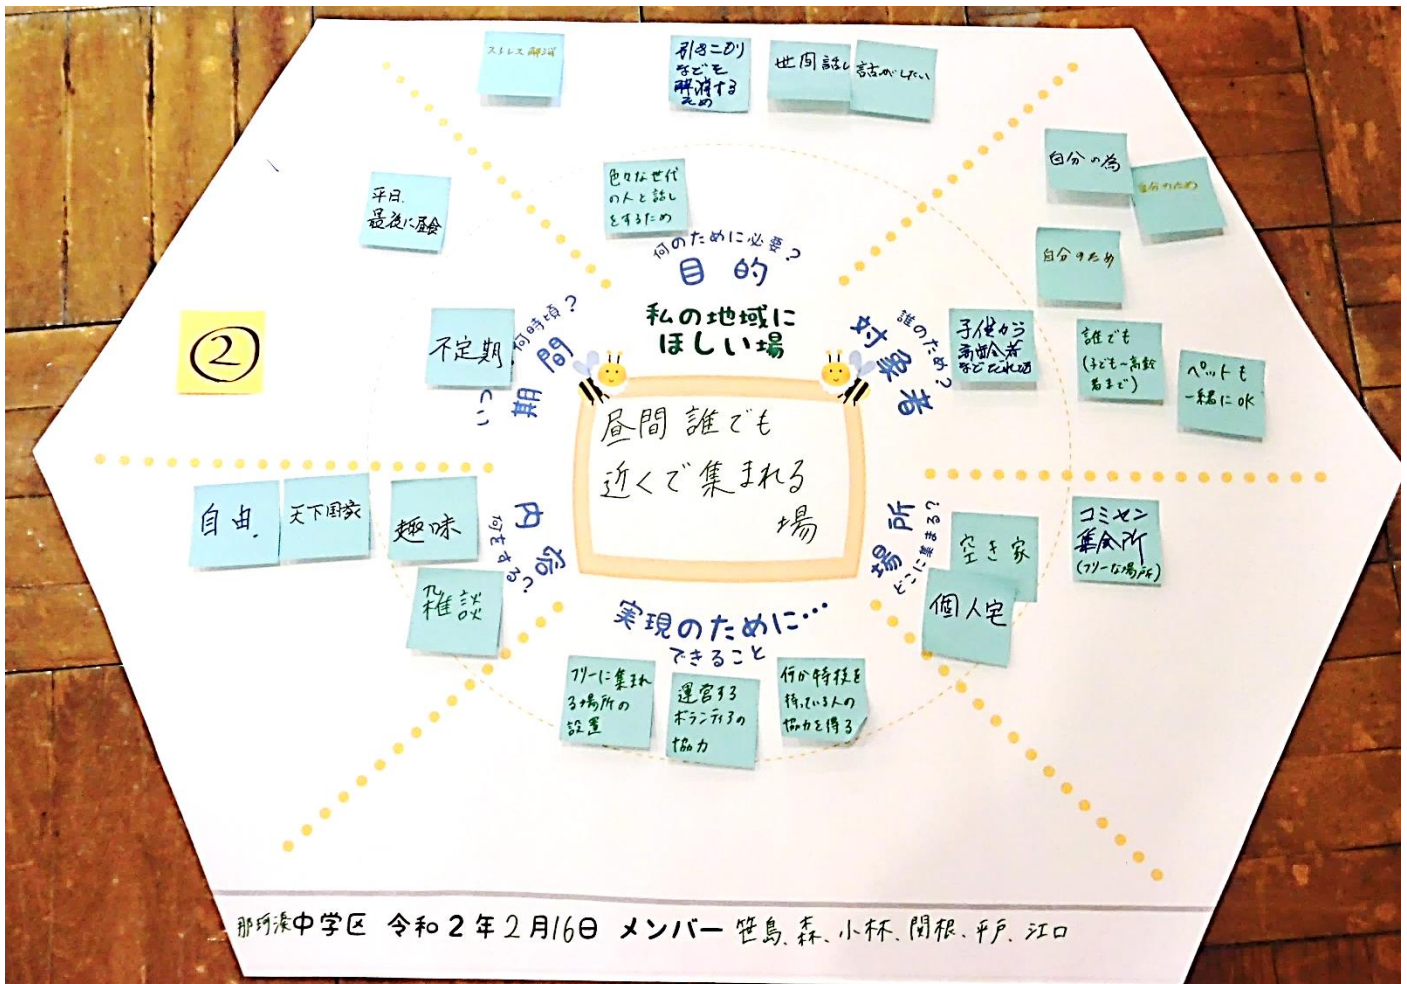 ストレス解消
引きこもり
などを
解消する
ため
世間話し
話がしたい
色々な世代
の人と話し
をするため
何のために必要?
目的
私の地域に
ほしい場
昼間誰でも
近くで集まれる
場
誰のため?
対象者
自分の為
自分のため
自分のため
子供から
高齢者
などだれでも
誰でも
(子ども〜高齢
者まで)
ペットも
一緒にOK
場所
どこに集まる?
空き家
個人宅
コミセン
集会所
(フリーな場所)
実現のために…
できること
フリーに集まれ
る場所の
設置
運営する
ボランティアの
協力
何か特技を
持っている人の
協力を得る
内容
何をする?
趣味
天下国家
自由.
雑談
期間
いつ?何時頃?
不定期
平日.
最後に昼食
②
那珂湊中学区 令和2年2月16日 メンバー 笹島、森、小林、関根、平戸、江口